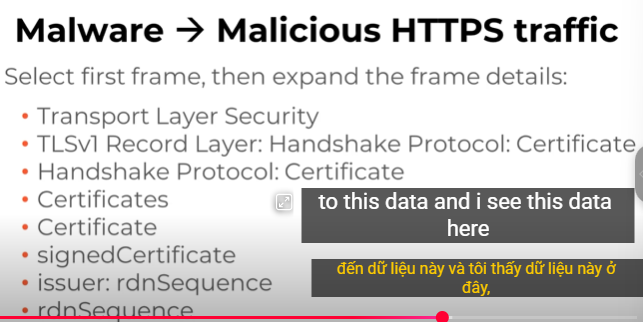 Malware → Malicious HTTPS traffic
Select first frame, then expand the frame details:
• Transport Layer Security
• TLSv1 Record Layer: Handshake Protocol: Certificate
• Handshake Protocol: Certificate
• Certificates
• Certificate
• signedCertificate
• issuer: rdnSequence
• rdnSequence
to this data and i see this data
here
đến dữ liệu này và tôi thấy dữ liệu này ở
đây,